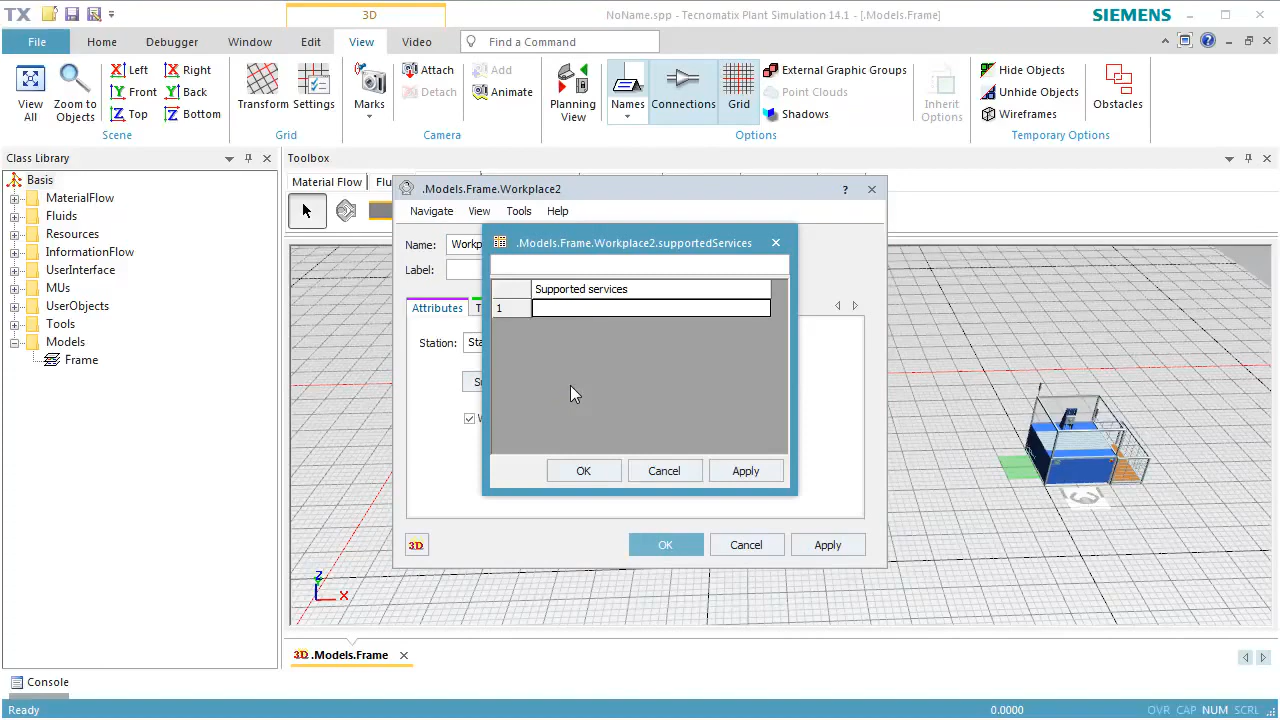 TX
3D
NoName.spp - Tecnomatix Plant Simulation 14.1 - [.Models.Frame]
SIEMENS
File
Home
Debugger
Window
Edit
View
Video
Find a Command
View All
Zoom to Objects
Left
Front
Top
Right
Back
Bottom
Scene
Transform
Settings
Grid
Marks
Attach
Detach
Add
Animate
Camera
Planning View
Names
Connections
Grid
External Graphic Groups
Point Clouds
Shadows
Inherit Options
Options
Hide Objects
Unhide Objects
Wireframes
Obstacles
Temporary Options
Class Library
Basis
MaterialFlow
Fluids
Resources
InformationFlow
UserInterface
MUs
UserObjects
Tools
Models
Frame
Toolbox
Material Flow
.Models.Frame.Workplace2
?
Navigate
View
Tools
Help
Name:
Label:
Attributes
Station:
.Models.Frame.Workplace2.supportedServices
Supported services
1
OK
Cancel
Apply
3D
OK
Cancel
Apply
Z
Y
X
3D .Models.Frame
Console
Ready
0.0000
OVR CAP NUM SCRL